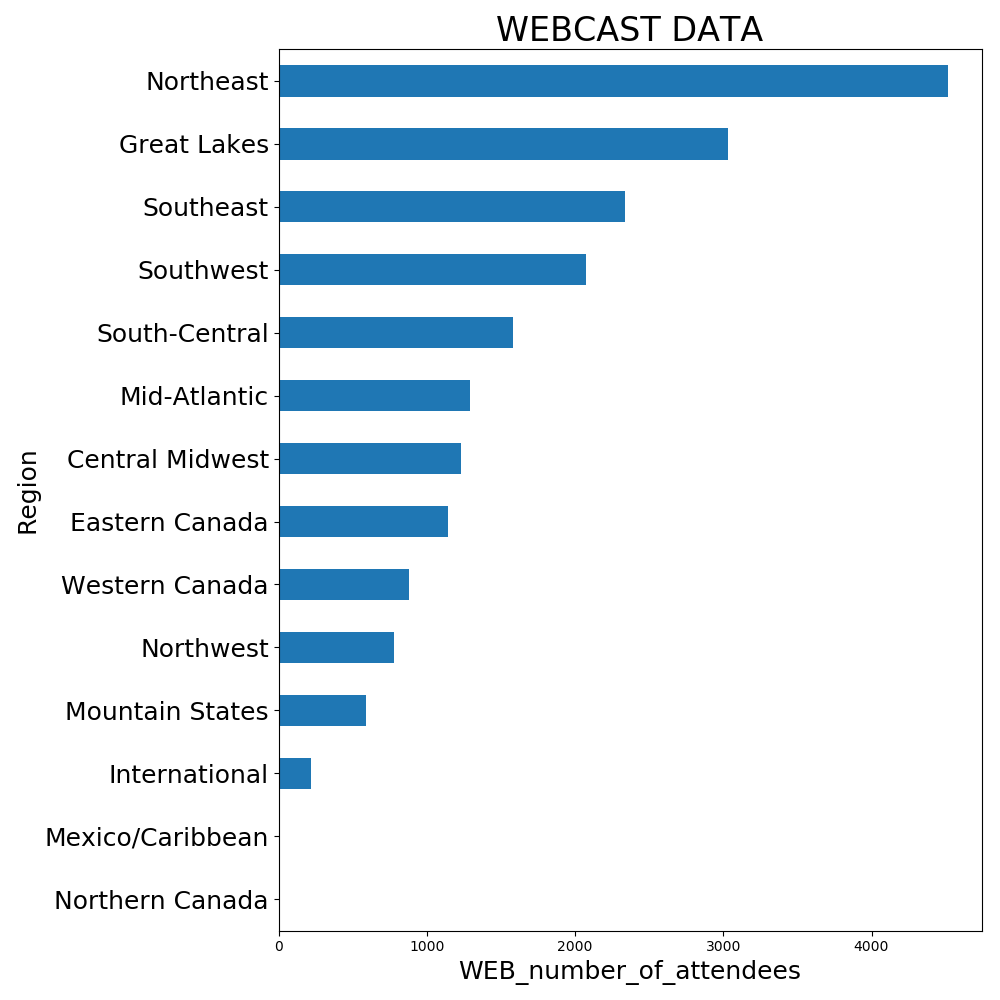 WEBCAST DATA
Northeast
Great Lakes
Southeast
Southwest
South-Central
Mid-Atlantic
Central Midwest
Eastern Canada
Western Canada
Northwest
Mountain States
International
Mexico/Caribbean
Northern Canada
Region
0 1000 2000 3000 4000
WEB_number_of_attendees